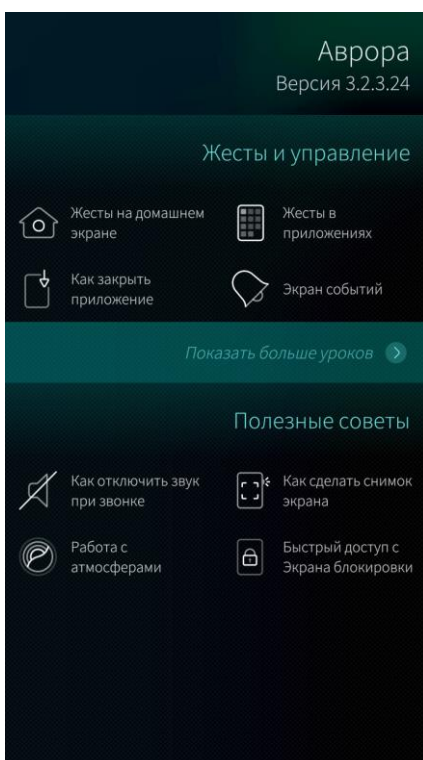 Аврора
Версия 3.2.3.24
Жесты и управление
Жесты на домашнем
экране
Жесты в
приложениях
Как закрыть
приложение
Экран событий
Показать больше уроков
Полезные советы
Как отключить звук
при звонке
Как сделать снимок
экрана
Работа с
атмосферами
Быстрый доступ с
Экрана блокировки